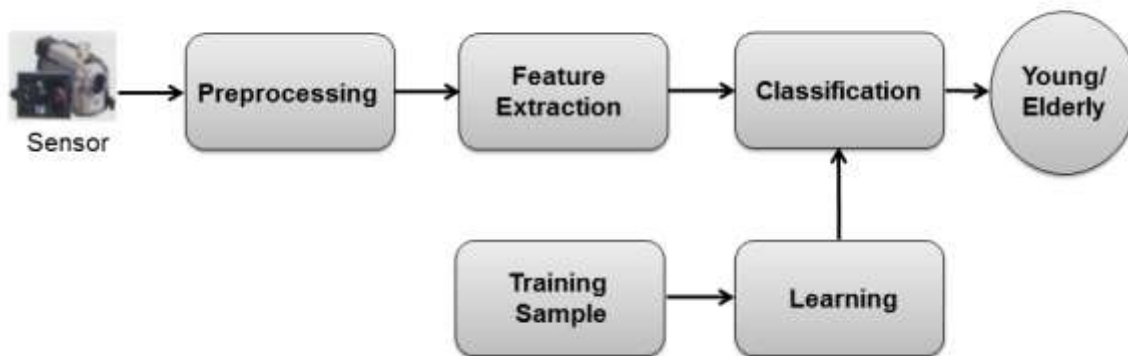 Sensor
Preprocessing
Feature
Extraction
Classification
Young/
Elderly
Training
Sample
Learning